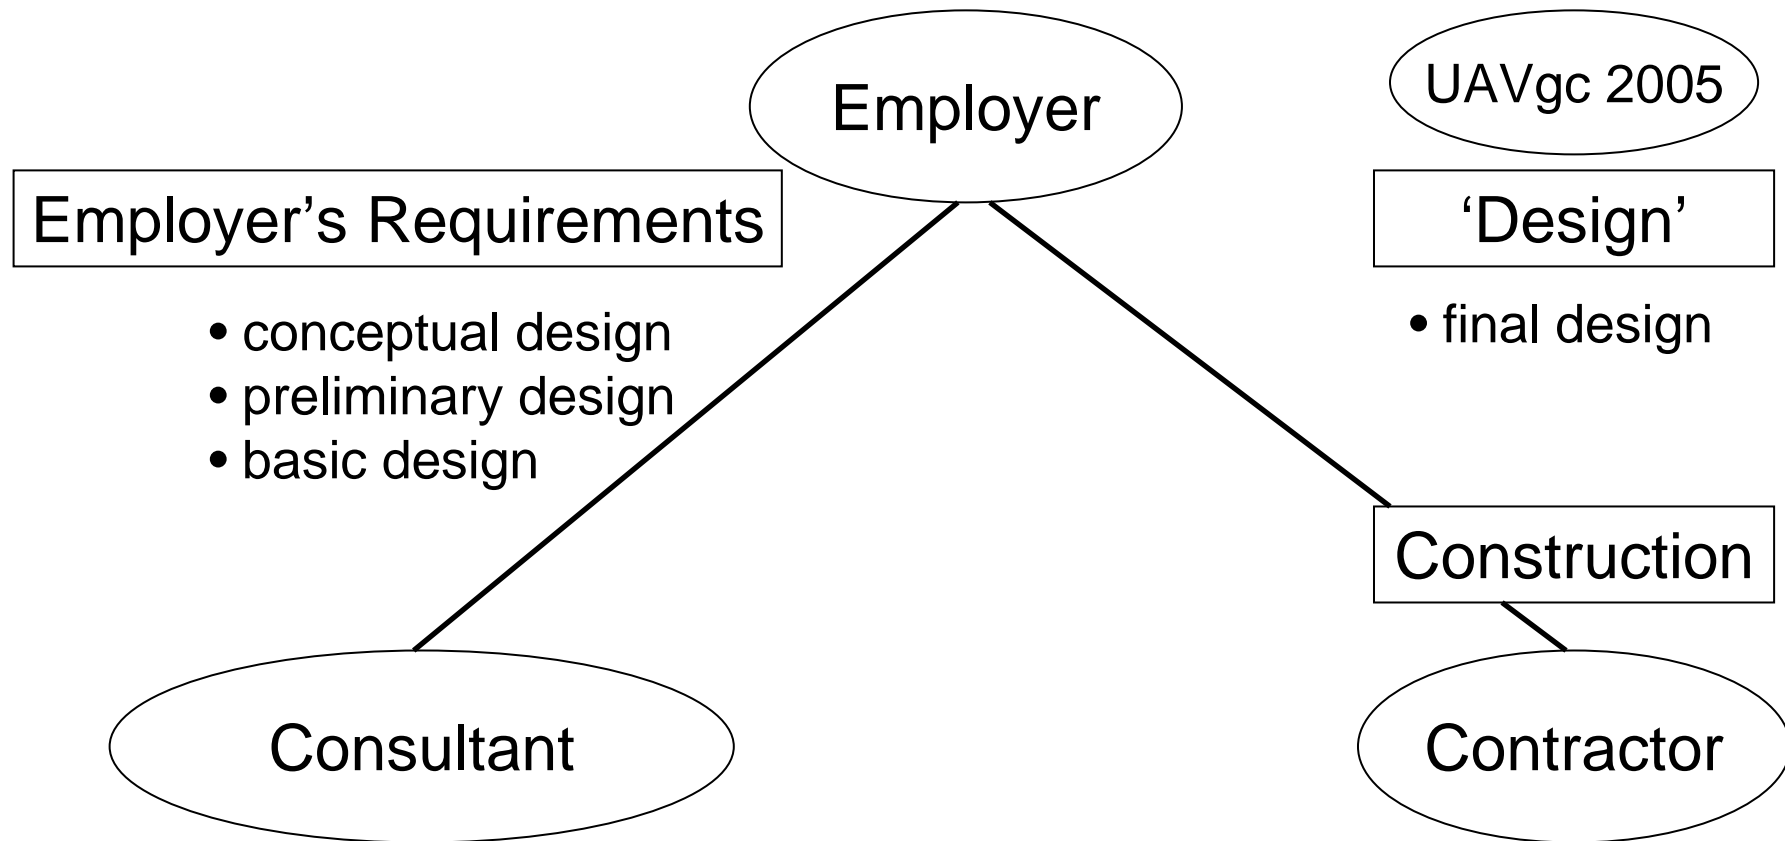 Employer
UAVgc 2005
Employer’s Requirements
‘Design’
• conceptual design
• preliminary design
• basic design
• final design
Construction
Consultant
Contractor